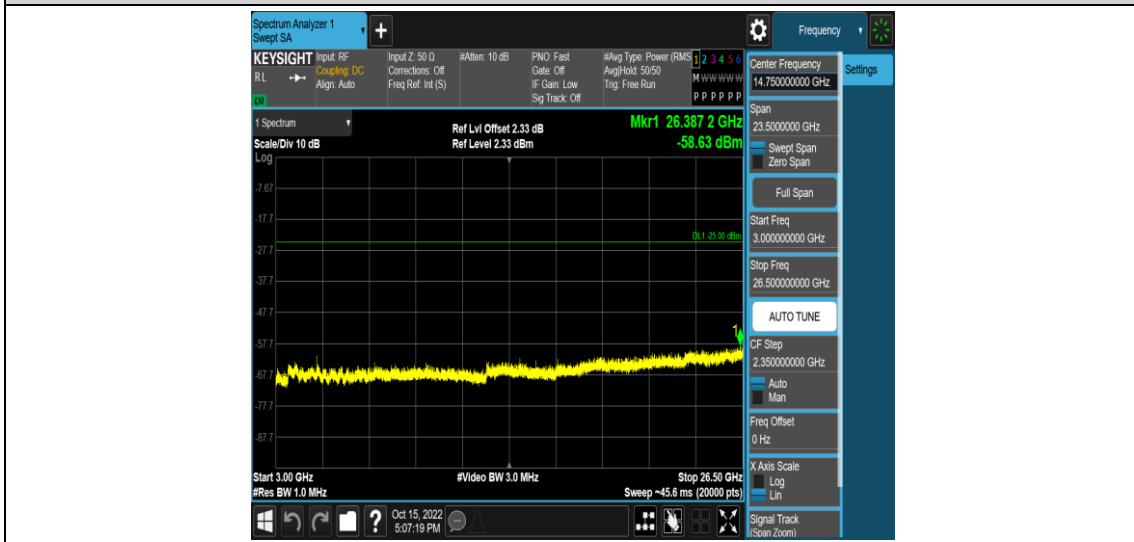 Spectrum Analyzer 1
Swept SA
+
Frequency
KEYSIGHT
RL
LXI
Input: RF
Coupling: DC
Align: Auto
Input Z: 50 Ω
Corrections: Off
Freq Ref: Int (S)
#Atten: 10 dB
PNO: Fast
Gate: Off
IF Gain: Low
Sig Track: Off
#Avg Type: Power (RMS
Avg|Hold: 50/50
Trig: Free Run
1 2 3 4 5 6
M W W W W W
P P P P P P
1 Spectrum
Scale/Div 10 dB
Log
Ref Lvl Offset 2.33 dB
Ref Level 2.33 dBm
Mkr1 26.387 2 GHz
-58.63 dBm
-7.67
-17.7
DL1 -25.00 dBm
-27.7
-37.7
-47.7
1
-57.7
-67.7
-77.7
-87.7
Start 3.00 GHz
#Res BW 1.0 MHz
#Video BW 3.0 MHz
Stop 26.50 GHz
Sweep ~45.6 ms (20000 pts)
Center Frequency
14.750000000 GHz
Settings
Span
23.5000000 GHz
Swept Span
Zero Span
Full Span
Start Freq
3.000000000 GHz
Stop Freq
26.500000000 GHz
AUTO TUNE
CF Step
2.350000000 GHz
Auto
Man
Freq Offset
0 Hz
X Axis Scale
Log
Lin
Signal Track
(Span Zoom)
?
Oct 15, 2022
5:07:19 PM